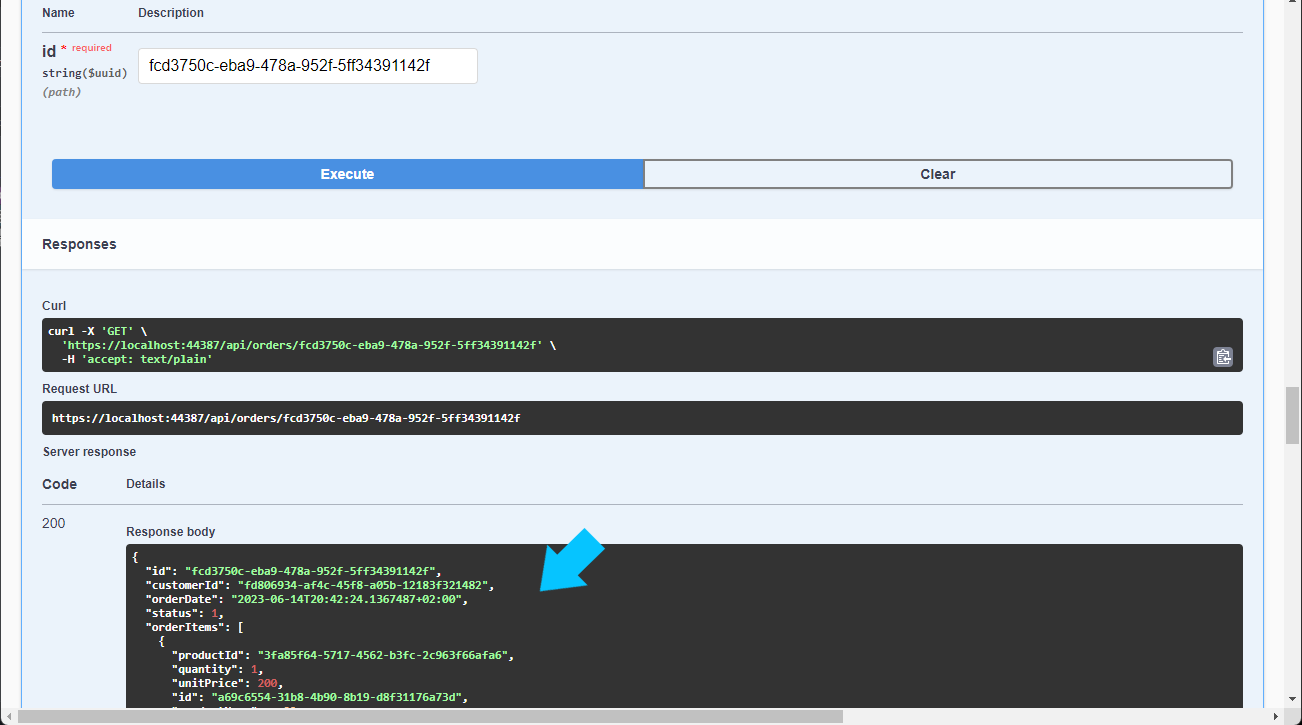 Name Description
id * required
string($uuid)
(path)
fcd3750c-eba9-478a-952f-5ff34391142f
Execute Clear
Responses
Curl
curl -X 'GET' \
'https://localhost:44387/api/orders/fcd3750c-eba9-478a-952f-5ff34391142f' \
-H 'accept: text/plain'
Request URL
https://localhost:44387/api/orders/fcd3750c-eba9-478a-952f-5ff34391142f
Server response
Code Details
200
Response body
{
"id": "fcd3750c-eba9-478a-952f-5ff34391142f",
"customerId": "fd806934-af4c-45f8-a05b-12183f321482",
"orderDate": "2023-06-14T20:42:24.1367487+02:00",
"status": 1,
"orderItems": [
{
"productId": "3fa85f64-5717-4562-b3fc-2c963f66afa6",
"quantity": 1,
"unitPrice": 200,
"id": "a69c6554-31b8-4b90-8b19-d8f31176a73d",